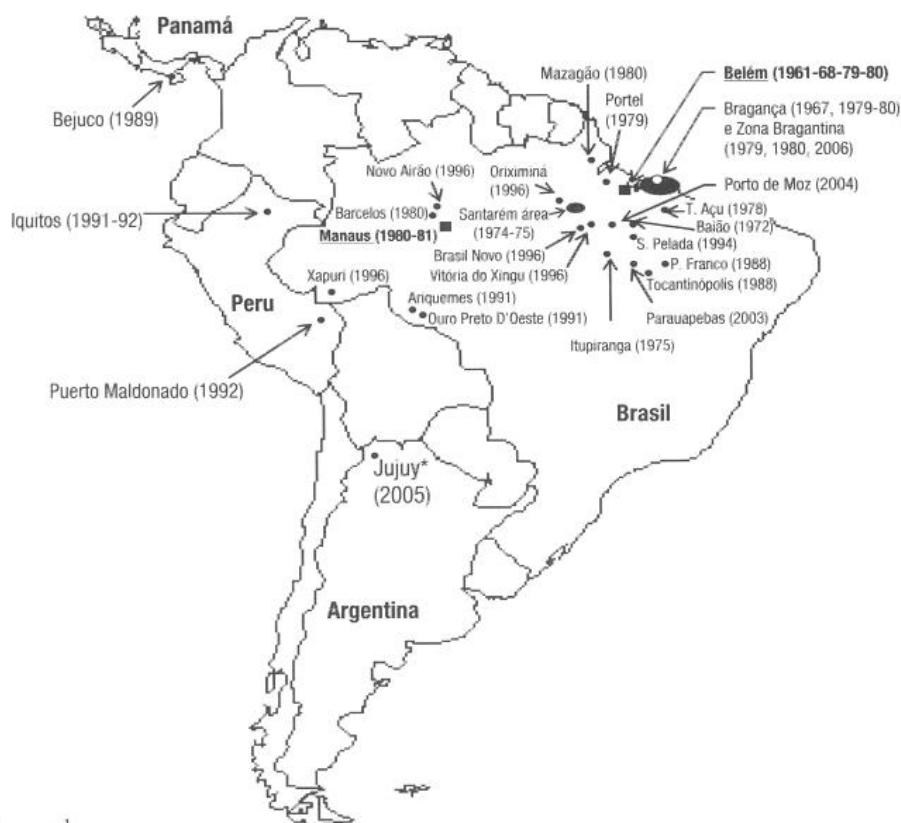 Panamá
Bejuco (1989)
Mazagão (1980)
Portel
(1979)
Belém (1961-68-79-80)
Bragança (1967, 1979-80)
e Zona Bragantina
(1979, 1980, 2006)
Novo Airão (1996)
Oriximiná
(1996)
Porto de Moz (2004)
Iquitos (1991-92)
Barcelos (1980)
Manaus (1980-81)
Santarém área
(1974-75)
T. Açu (1978)
Baião (1972)
S. Pelada (1994)
Brasil Novo (1996)
Vitória do Xingu (1996)
P. Franco (1988)
Tocantinópolis (1988)
Xapuri (1996)
Peru
Ariquemes (1991)
Ouro Preto D'Oeste (1991)
Parauapebas (2003)
Itupiranga (1975)
Puerto Maldonado (1992)
Brasil
Jujuy*
(2005)
Argentina